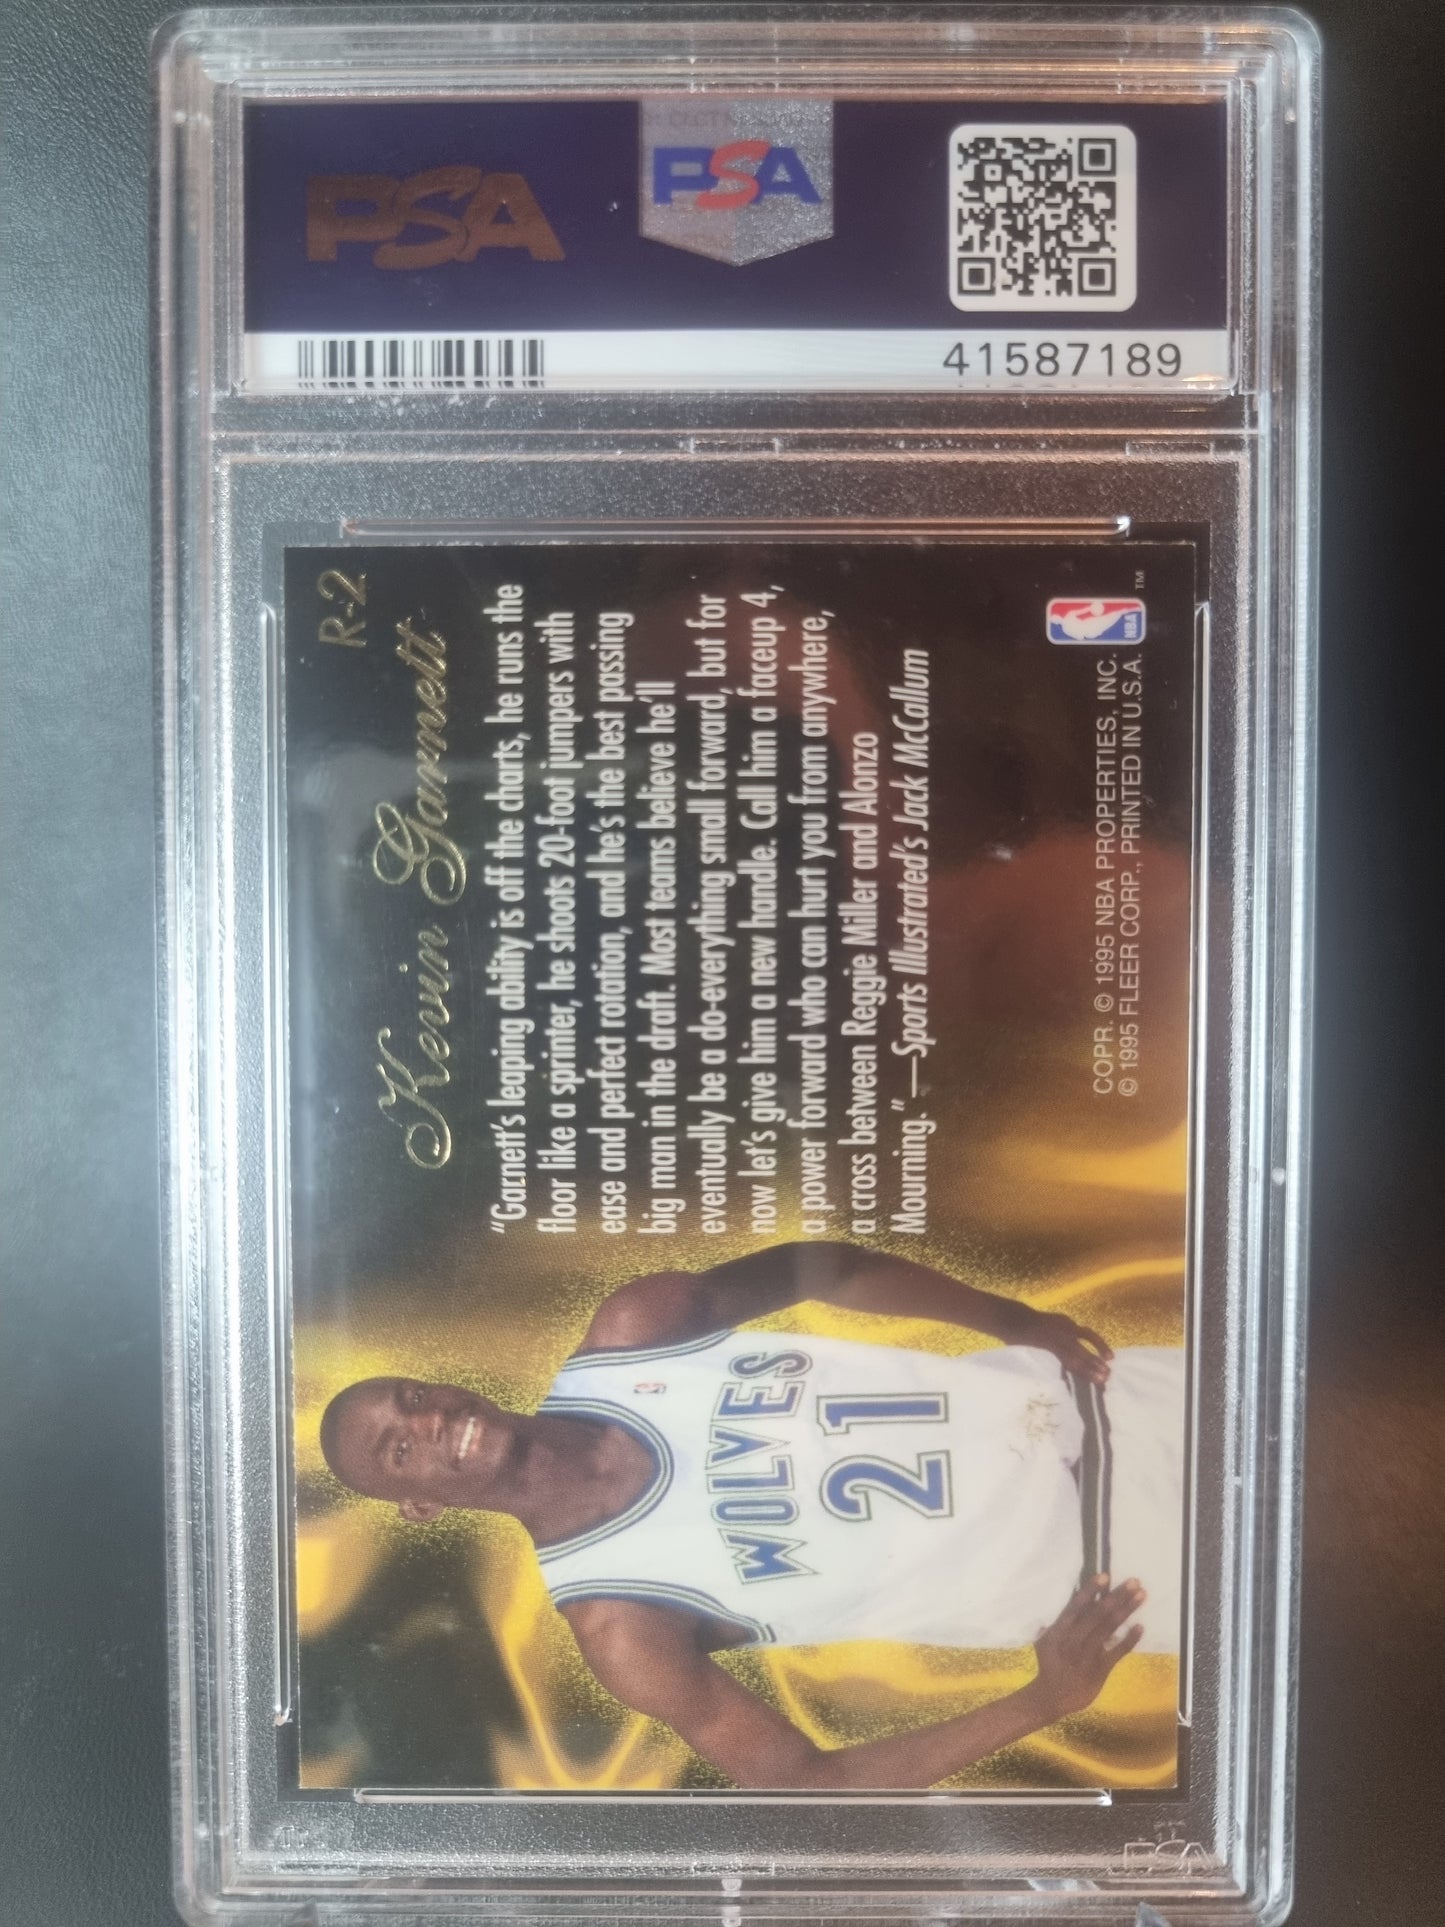 PSA
PSA
41587189
R-2
Kevin Garnett
"Garnett's leaping ability is off the charts, he runs the
floor like a sprinter, he shoots 20-foot jumpers with
ease and perfect rotation, and he's the best passing
big man in the draft. Most teams believe he'll
eventually be a do-everything small forward, but for
now let's give him a new handle. Call him a faceup 4,
a power forward who can hurt you from anywhere,
a cross between Reggie Miller and Alonzo
Mourning." —Sports Illustrated's Jack McCallum
WOLVES
21
COPR. © 1995 NBA PROPERTIES, INC.
© 1995 FLEER CORP., PRINTED IN U.S.A.
NBA
TM
PSA